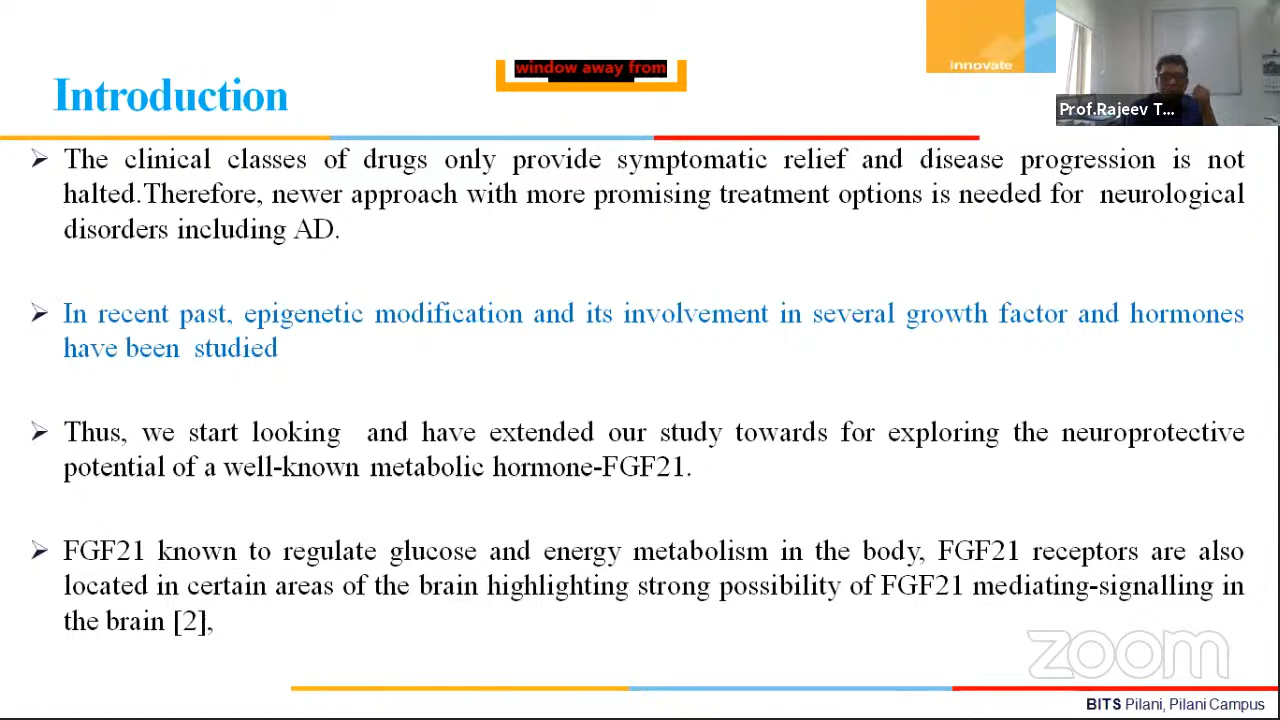 innovate
window away from
Introduction
Prof.Rajeev T...
➢ The clinical classes of drugs only provide symptomatic relief and disease progression is not
halted.Therefore, newer approach with more promising treatment options is needed for neurological
disorders including AD.
➢ In recent past, epigenetic modification and its involvement in several growth factor and hormones
have been studied
➢ Thus, we start looking and have extended our study towards for exploring the neuroprotective
potential of a well-known metabolic hormone-FGF21.
➢ FGF21 known to regulate glucose and energy metabolism in the body, FGF21 receptors are also
located in certain areas of the brain highlighting strong possibility of FGF21 mediating-signalling in
the brain [2],
zoom
BITS Pilani, Pilani Campus